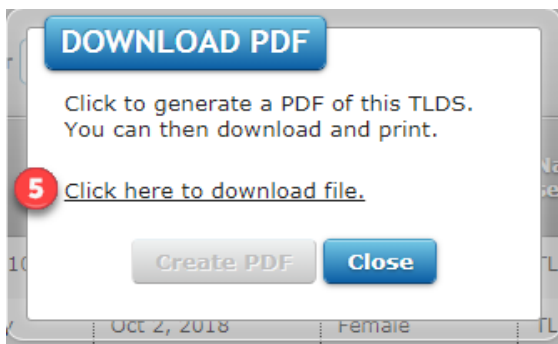 DOWNLOAD PDF
Click to generate a PDF of this TLDS.
You can then download and print.
5
Click here to download file.
Create PDF
Close
Oct 2, 2018
Female
TL